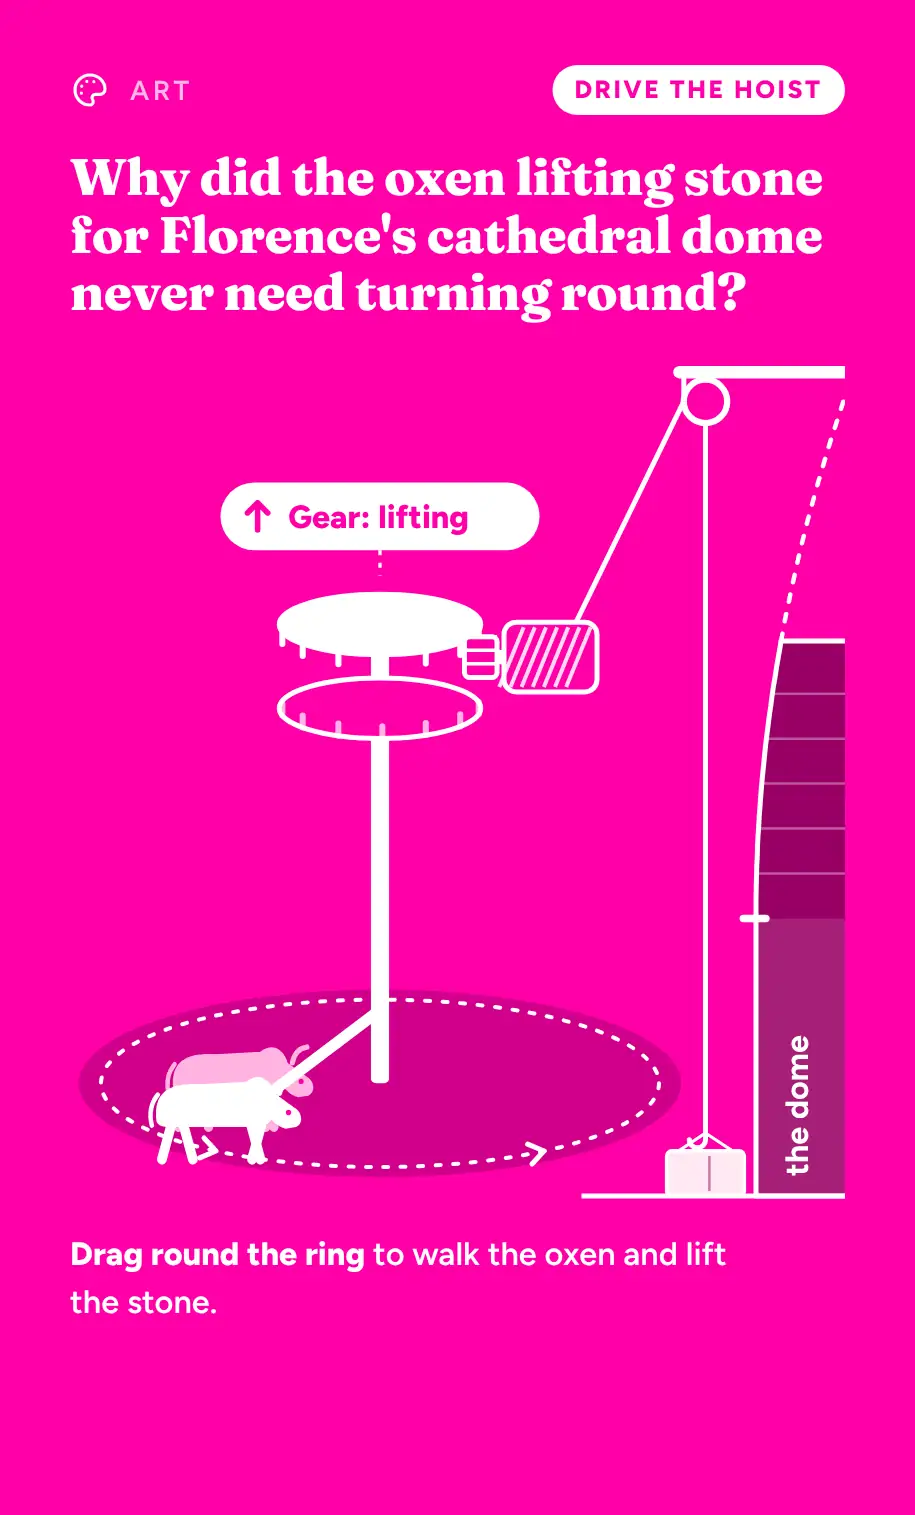 ART
DRIVE THE HOIST
Why did the oxen lifting stone
for Florence's cathedral dome
never need turning round?
Gear: lifting
the dome
Drag round the ring to walk the oxen and lift
the stone.